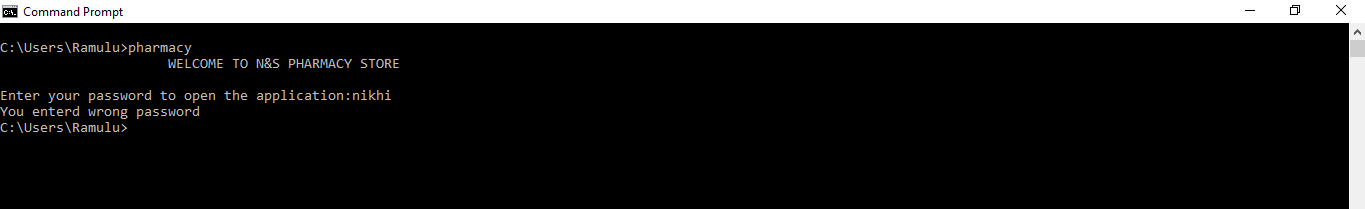 Command Prompt
C:\Users\Ramulu>pharmacy
WELCOME TO N&S PHARMACY STORE
Enter your password to open the application:nikhi
You enterd wrong password
C:\Users\Ramulu>